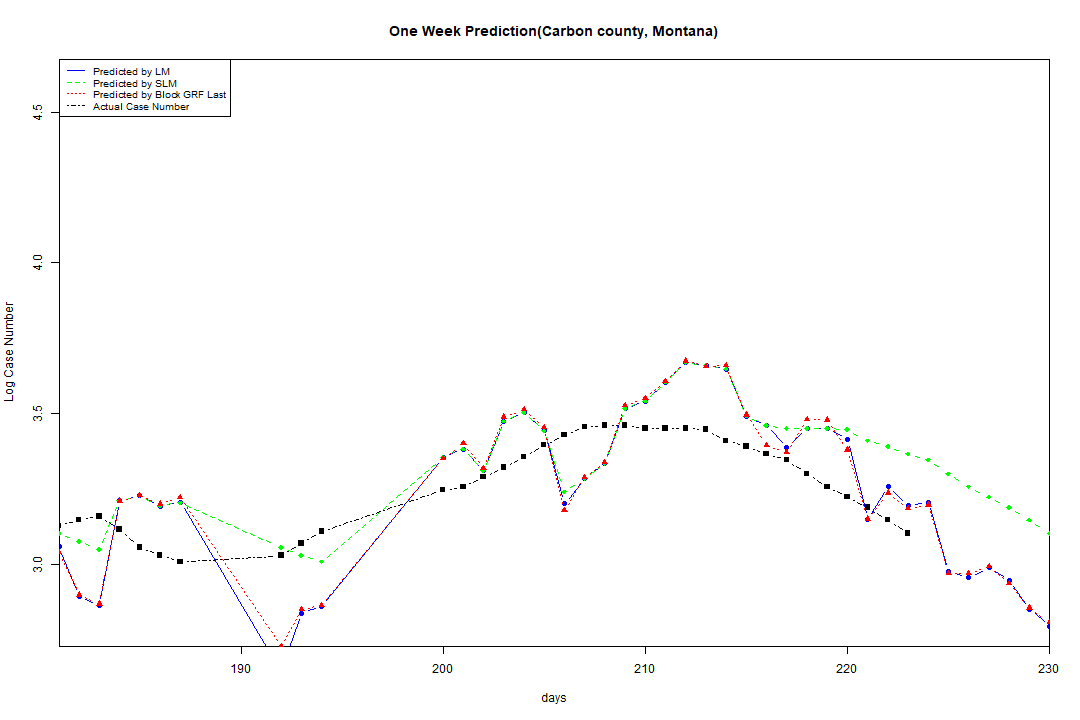 One Week Prediction(Carbon county, Montana)
Predicted by LM
Predicted by SLM
Predicted by Block GRF Last
Actual Case Number
4.5
4.0
3.5
3.0
Log Case Number
190 200 210 220 230
days